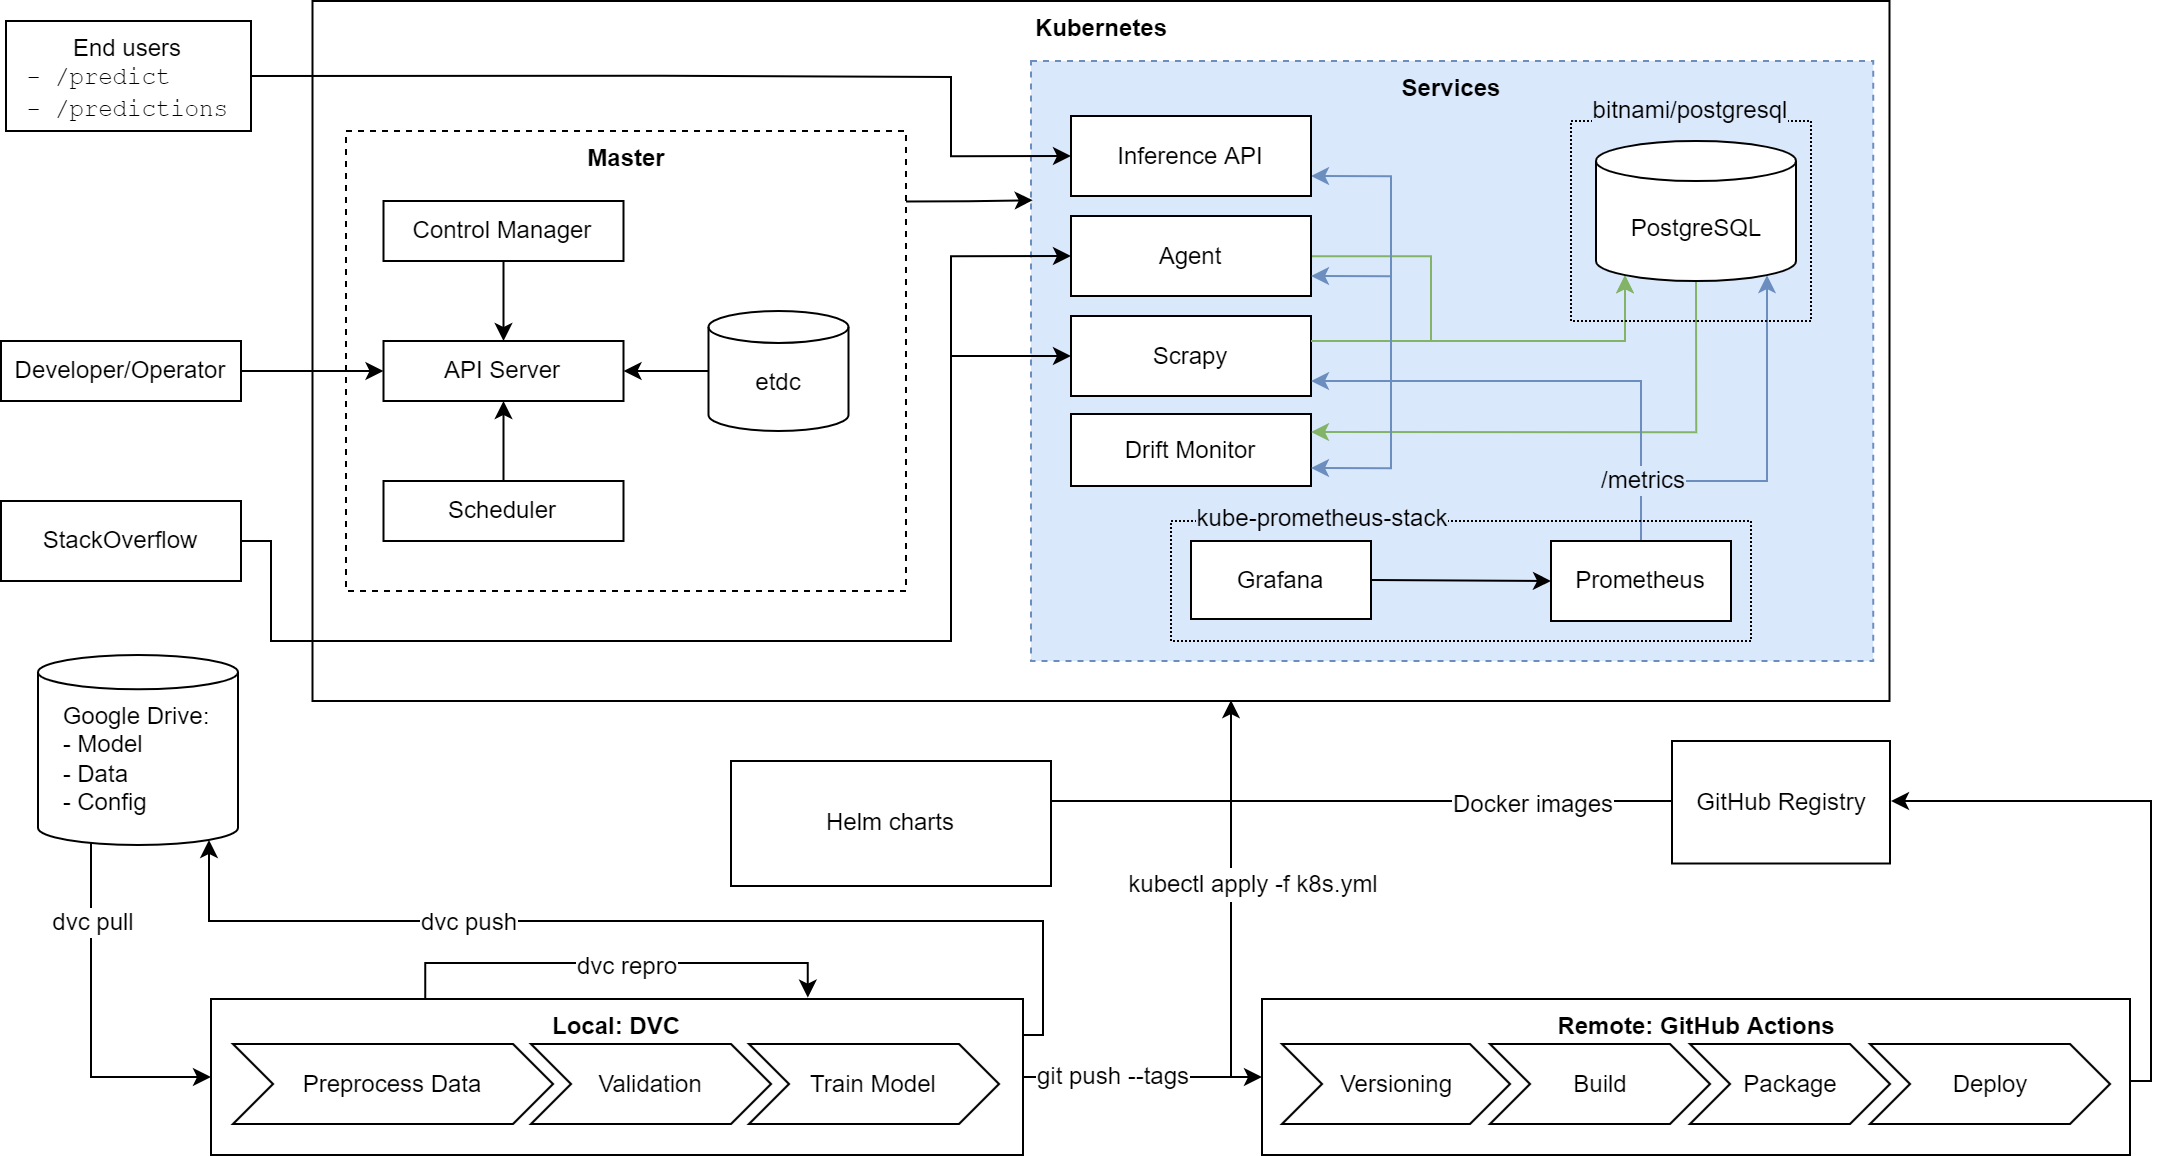 Kubernetes
End users
- /predict
- /predictions
Services
bitnami/postgresql
Master
Inference API
Control Manager
PostgreSQL
Agent
Developer/Operator
API Server
etdc
Scrapy
Drift Monitor
/metrics
Scheduler
StackOverflow
kube-prometheus-stack
Grafana
Prometheus
Google Drive:
- Model
- Data
- Config
Helm charts
Docker images
GitHub Registry
kubectl apply -f k8s.yml
dvc pull
dvc push
dvc repro
Local: DVC
Preprocess Data
Validation
Train Model
git push --tags
Remote: GitHub Actions
Versioning
Build
Package
Deploy